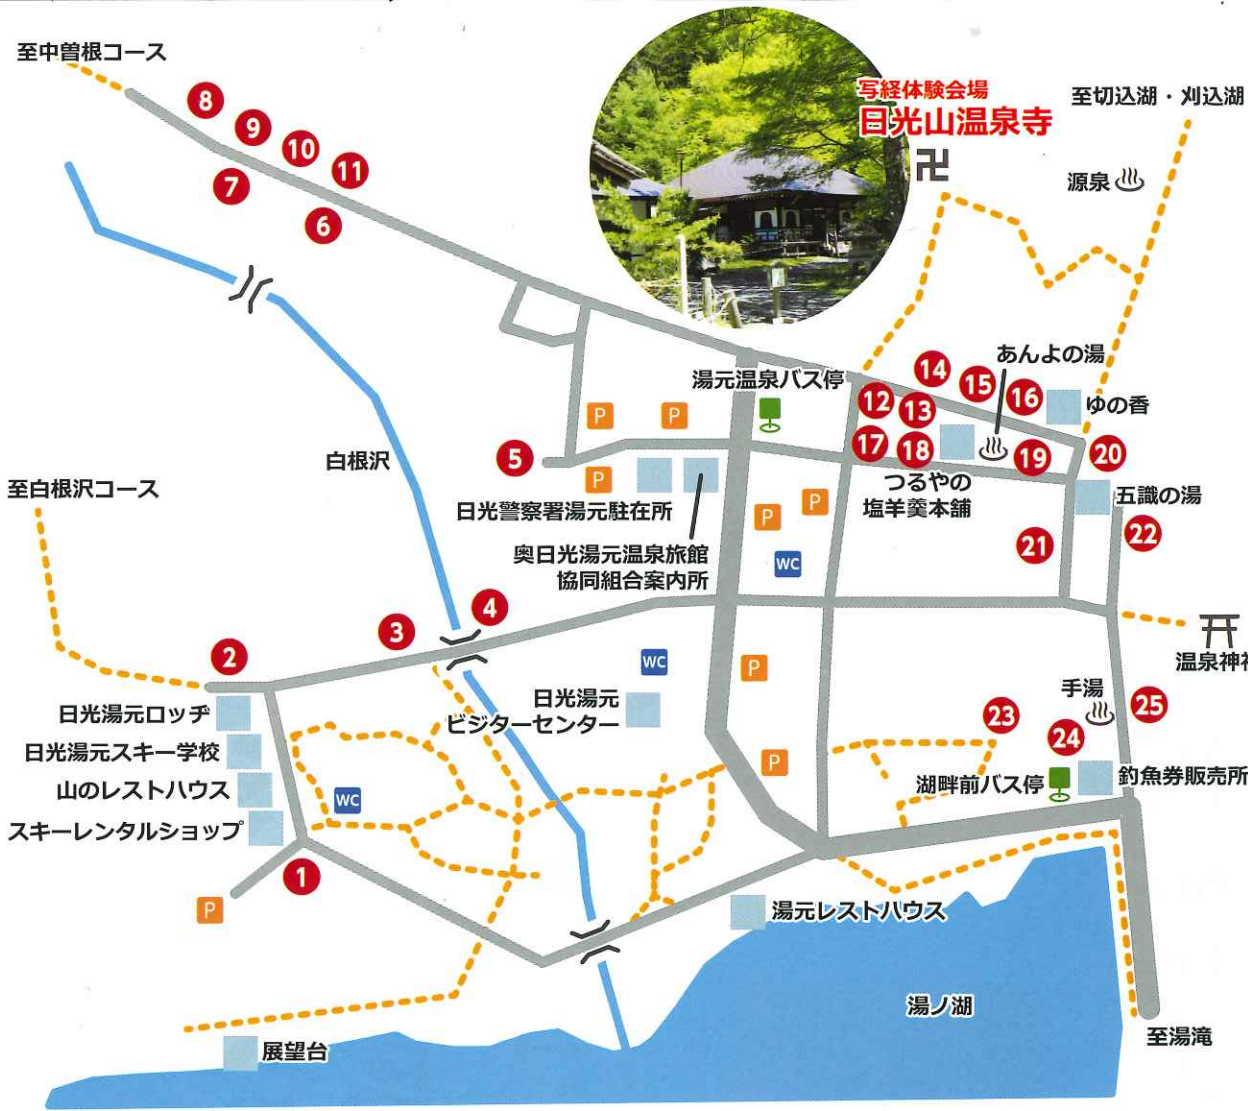 至中曽根コース
写経体験会場
日光山温泉寺
至切込湖・刈込湖
源泉
8
9
10
11
7
6
あんよの湯
湯元温泉バス停
14
15
16
ゆの香
12
13
P
P
5
17
18
19
20
白根沢
至白根沢コース
P
つるやの
塩羊羹本舗
五識の湯
日光警察署湯元駐在所
P
P
21
22
奥日光湯元温泉旅館
協同組合案内所
WC
4
3
2
WC
P
温泉神
日光湯元ロッヂ
日光湯元
ビジターセンター
手湯
25
23
24
日光湯元スキー学校
山のレストハウス
WC
P
湖畔前バス停
釣魚券販売所
スキーレンタルショップ
1
P
湯元レストハウス
湯ノ湖
至湯滝
展望台